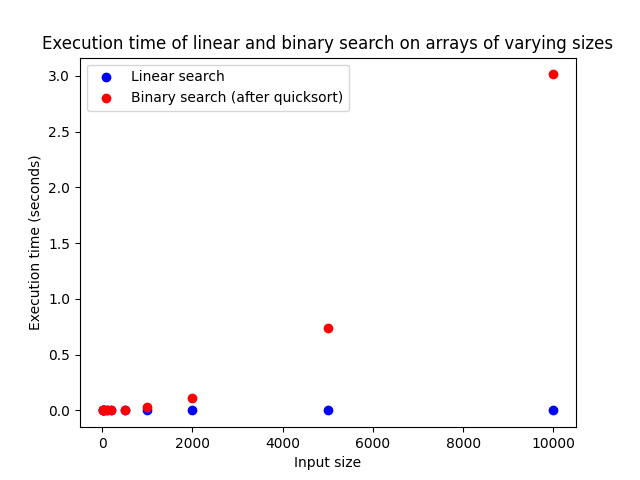 Execution time of linear and binary search on arrays of varying sizes
Linear search
Binary search (after quicksort)
3.0
2.5
2.0
1.5
1.0
0.5
0.0
Execution time (seconds)
0 2000 4000 6000 8000 10000
Input size